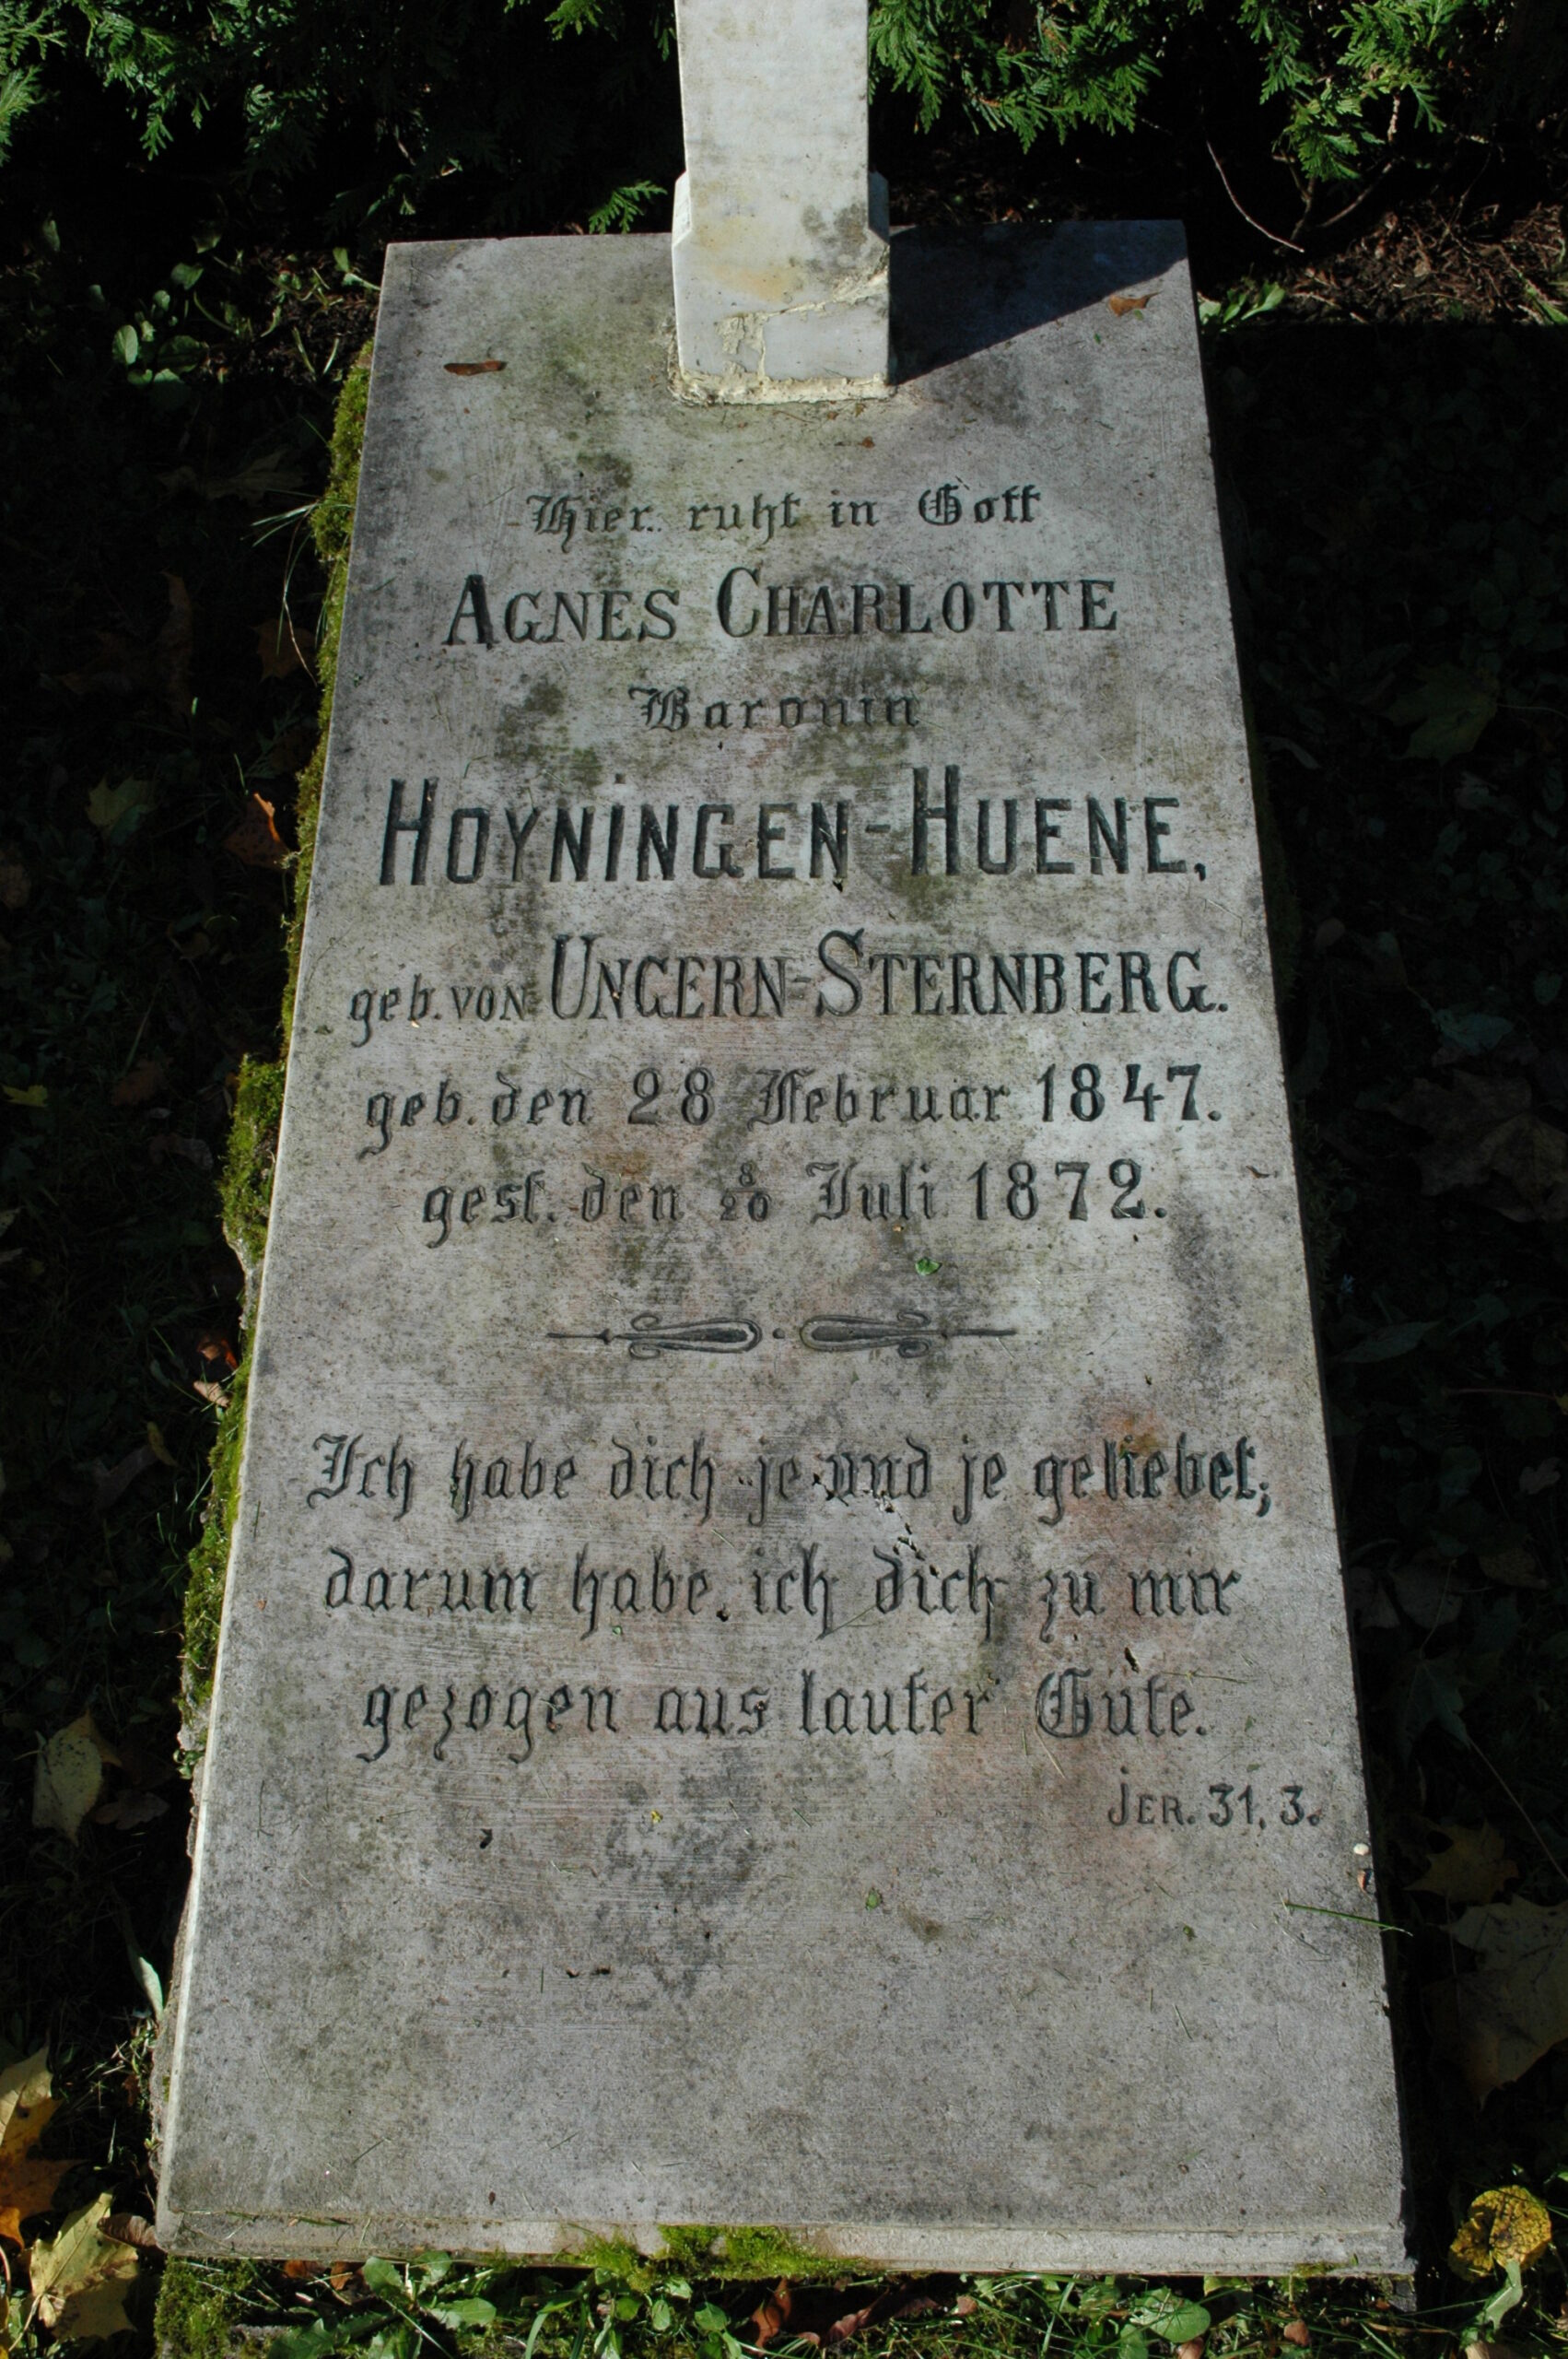 Hier ruht in Gott
AGNES CHARLOTTE
Baronin
HOYNINGEN-HUENE,
geb. VON UNGERN-STERNBERG.
geb. den 28 Februar 1847.
gest. den 8/20 Juli 1872.
Ich habe dich je und je geliebet;
darum habe ich dich zu mir
gezogen aus lauter Güte.
JER. 31, 3.